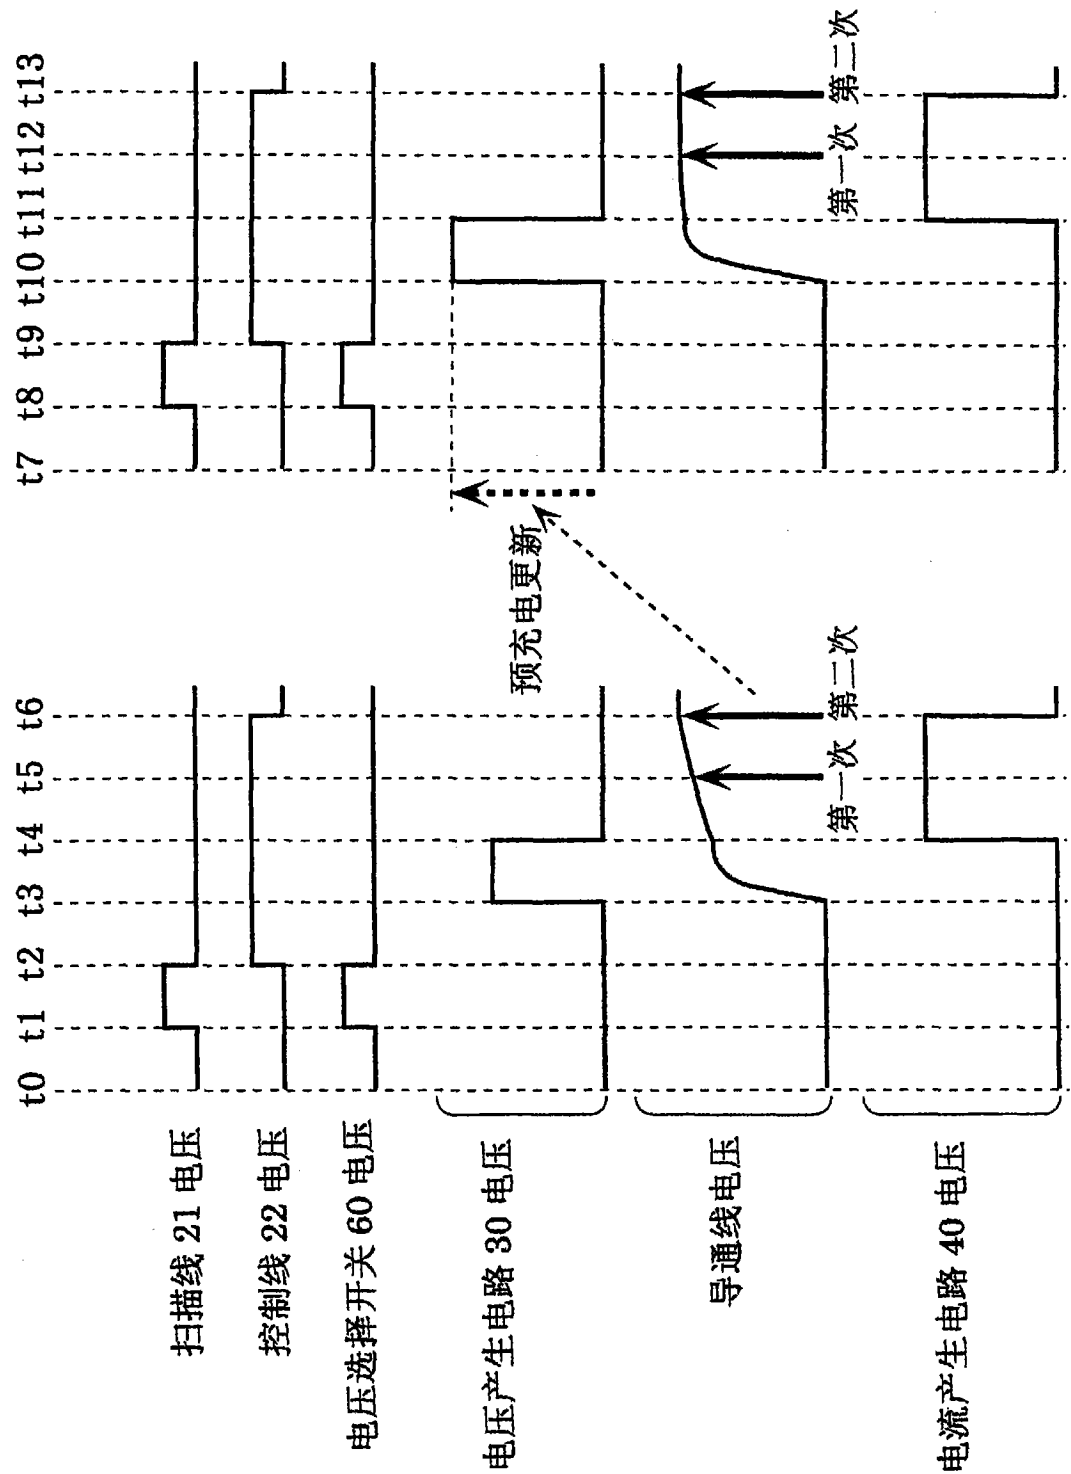 t0 t1 t2 t3 t4 t5 t6 t7 t8 t9 t10 t11 t12 t13
扫描线 21 电压
控制线 22 电压
电压选择开关 60 电压
电压产生电路 30 电压
预充电更新
导通线电压
第一次 第二次 第一次 第二次
电流产生电路 40 电压